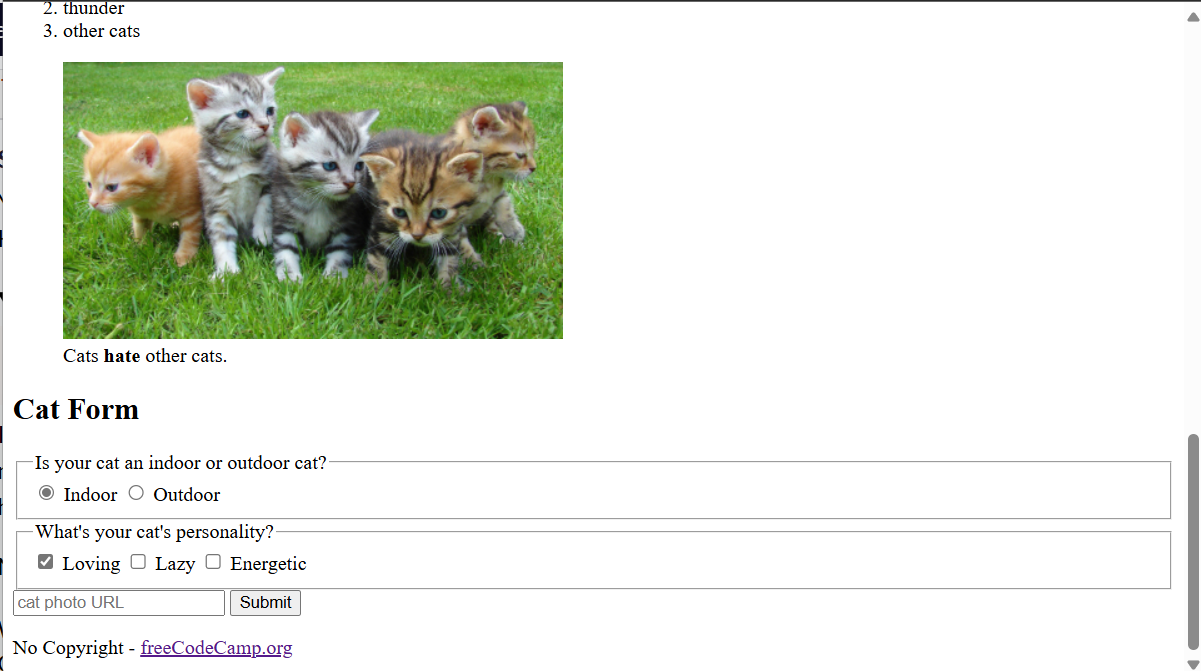 2. thunder
3. other cats
Cats hate other cats.
Cat Form
Is your cat an indoor or outdoor cat?
Indoor Outdoor
What's your cat's personality?
Loving Lazy Energetic
cat photo URL Submit
No Copyright - freeCodeCamp.org